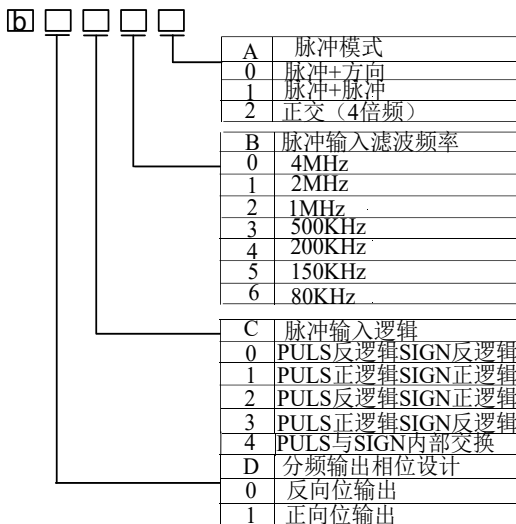 b
A 脉冲模式
0 脉冲+方向
1 脉冲+脉冲
2 正交（4倍频）
B 脉冲输入滤波频率
0 4MHz
1 2MHz
2 1MHz
3 500KHz
4 200KHz
5 150KHz
6 80KHz
C 脉冲输入逻辑
0 PULS反逻辑SIGN反逻辑
1 PULS正逻辑SIGN正逻辑
2 PULS反逻辑SIGN正逻辑
3 PULS正逻辑SIGN反逻辑
4 PULS与SIGN内部交换
D 分频输出相位设计
0 反向位输出
1 正向位输出